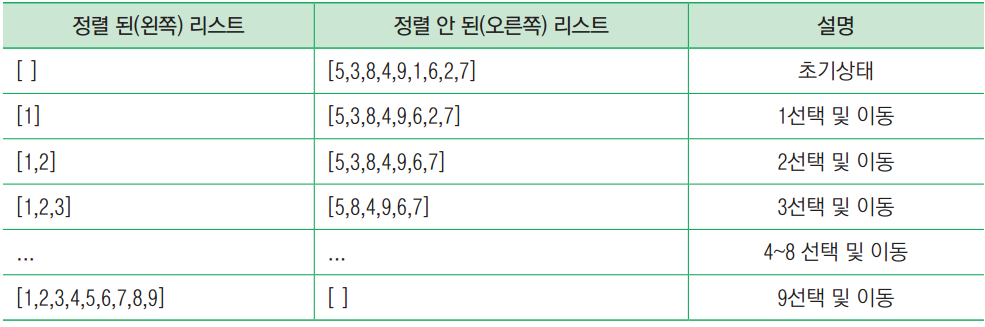 정렬 된(왼쪽) 리스트 정렬 안 된(오른쪽) 리스트 설명
[ ] [5,3,8,4,9,1,6,2,7] 초기상태
[1] [5,3,8,4,9,6,2,7] 1선택 및 이동
[1,2] [5,3,8,4,9,6,7] 2선택 및 이동
[1,2,3] [5,8,4,9,6,7] 3선택 및 이동
... ... 4~8 선택 및 이동
[1,2,3,4,5,6,7,8,9] [ ] 9선택 및 이동